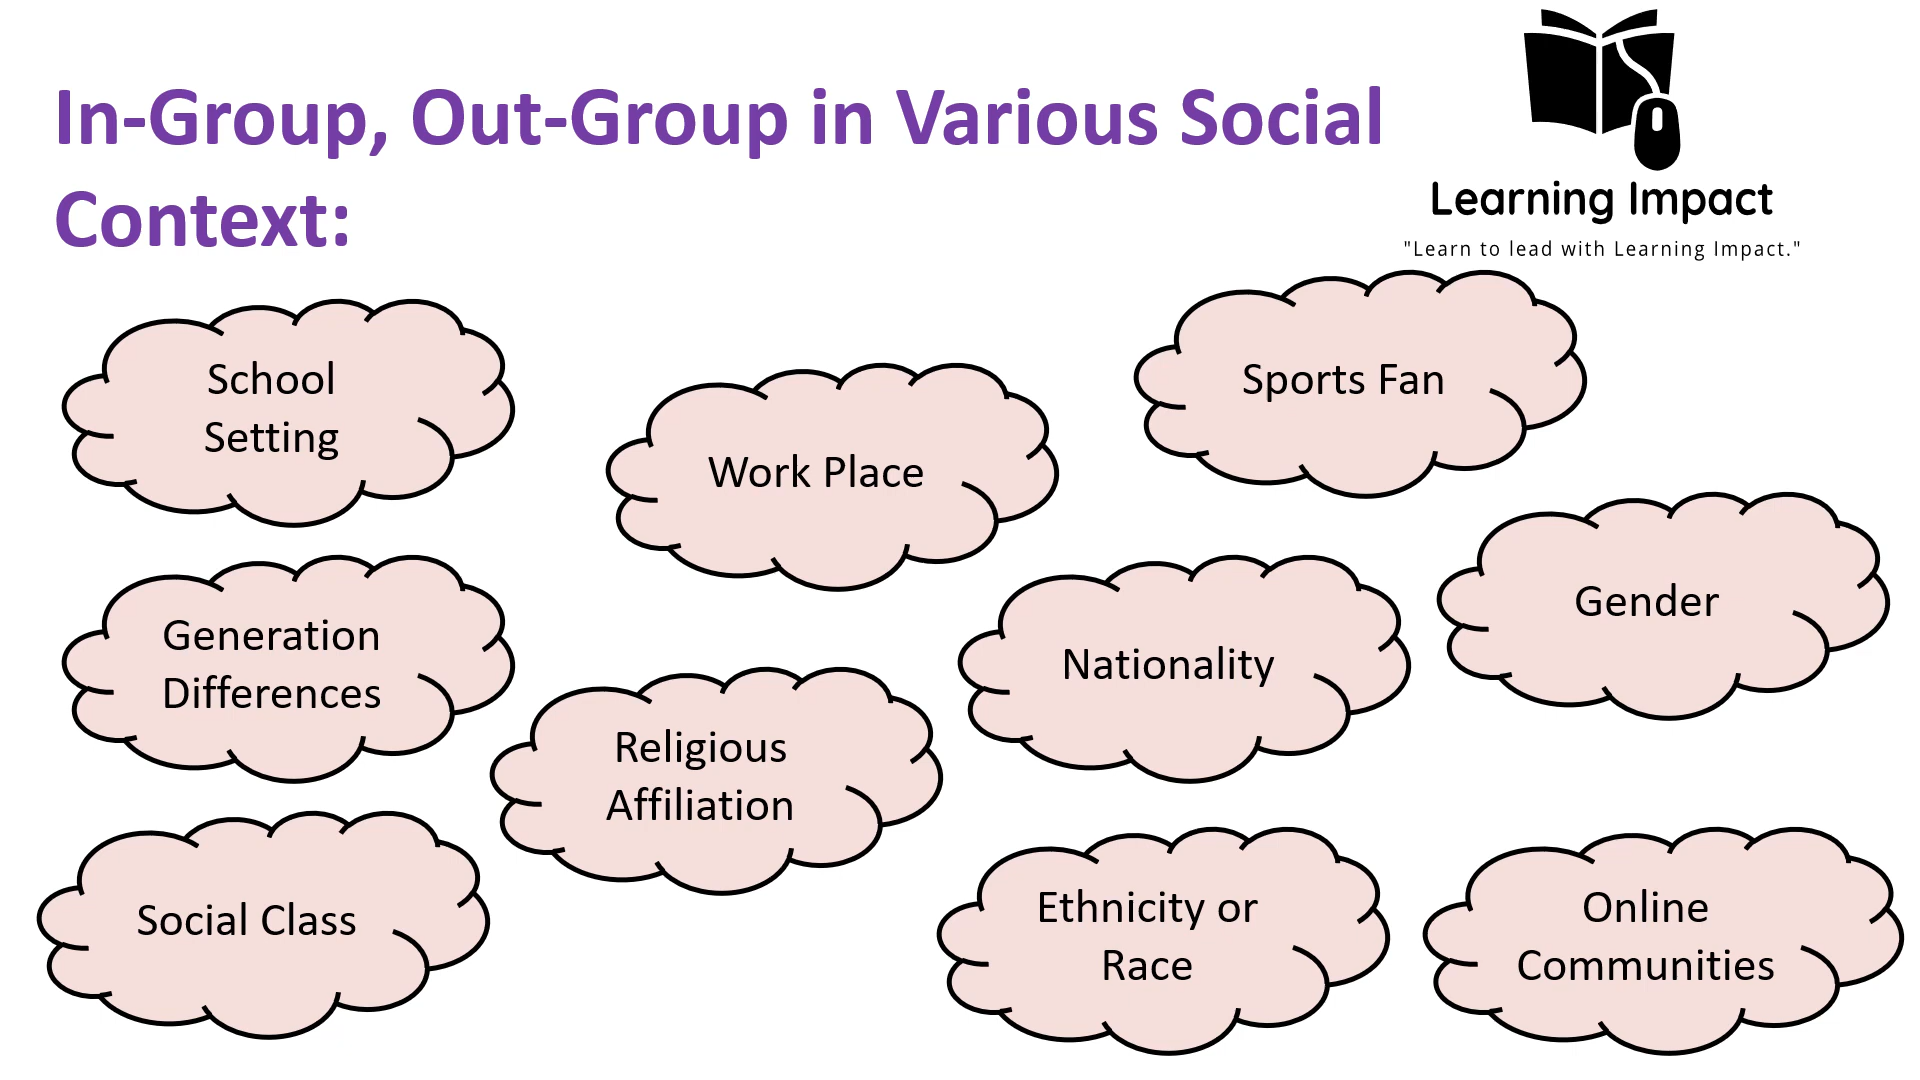 In-Group, Out-Group in Various Social
Context:
Learning Impact
"Learn to lead with Learning Impact."
School
Setting
Work Place
Sports Fan
Generation
Differences
Religious
Affiliation
Nationality
Gender
Social Class
Ethnicity or
Race
Online
Communities